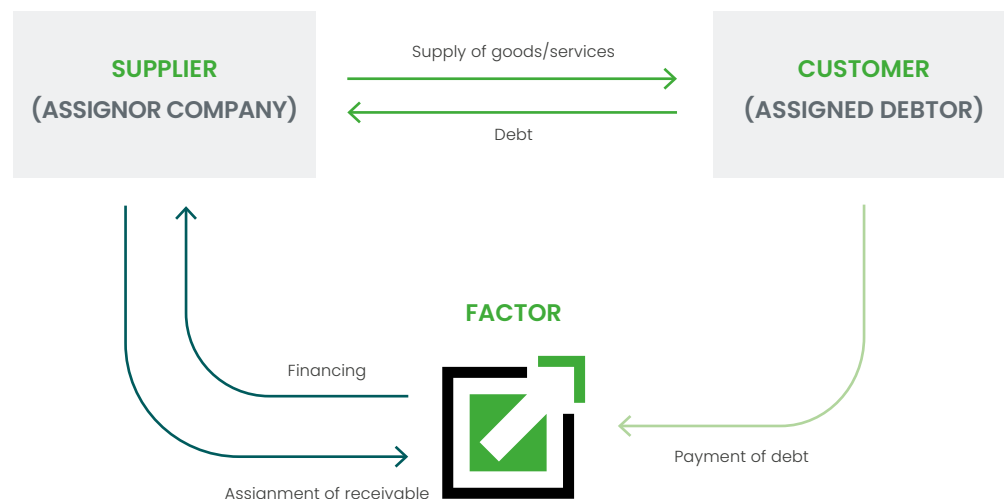 Supply of goods/services
SUPPLIER
(ASSIGNOR COMPANY)
CUSTOMER
(ASSIGNED DEBTOR)
Debt
FACTOR
Financing
Payment of debt
Assignment of receivable